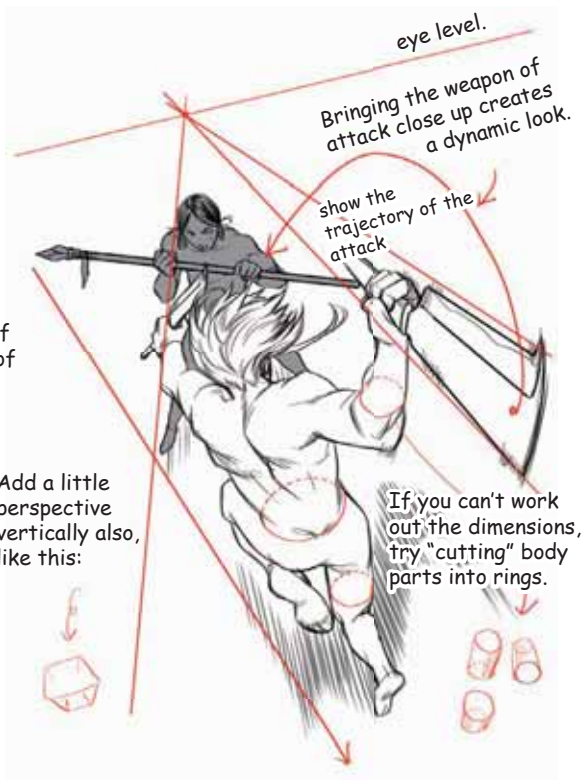 eye level.
Bringing the weapon of
attack close up creates
a dynamic look.
show the
trajectory of the
attack
f
of
Add a little
perspective
vertically also,
like this:
If you can't work
out the dimensions,
try “cutting” body
parts into rings.